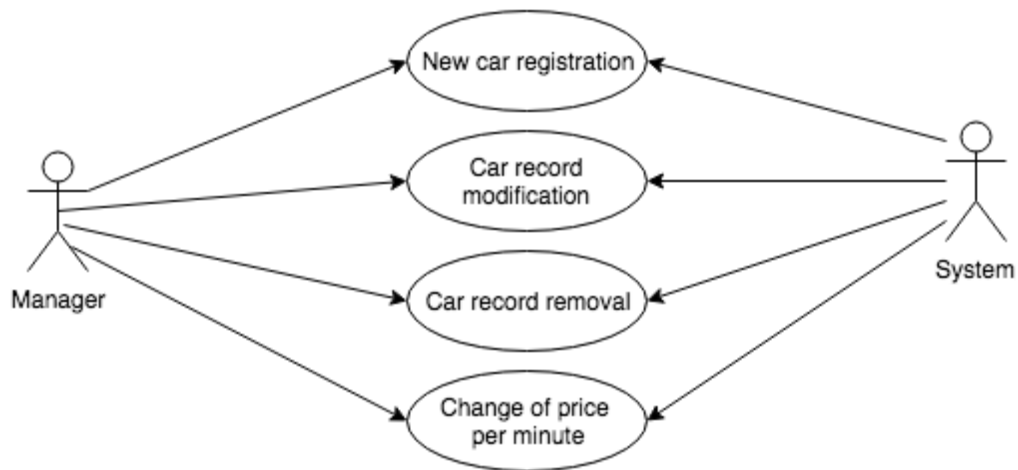 New car registration
Car record
modification
Manager
System
Car record removal
Change of price
per minute